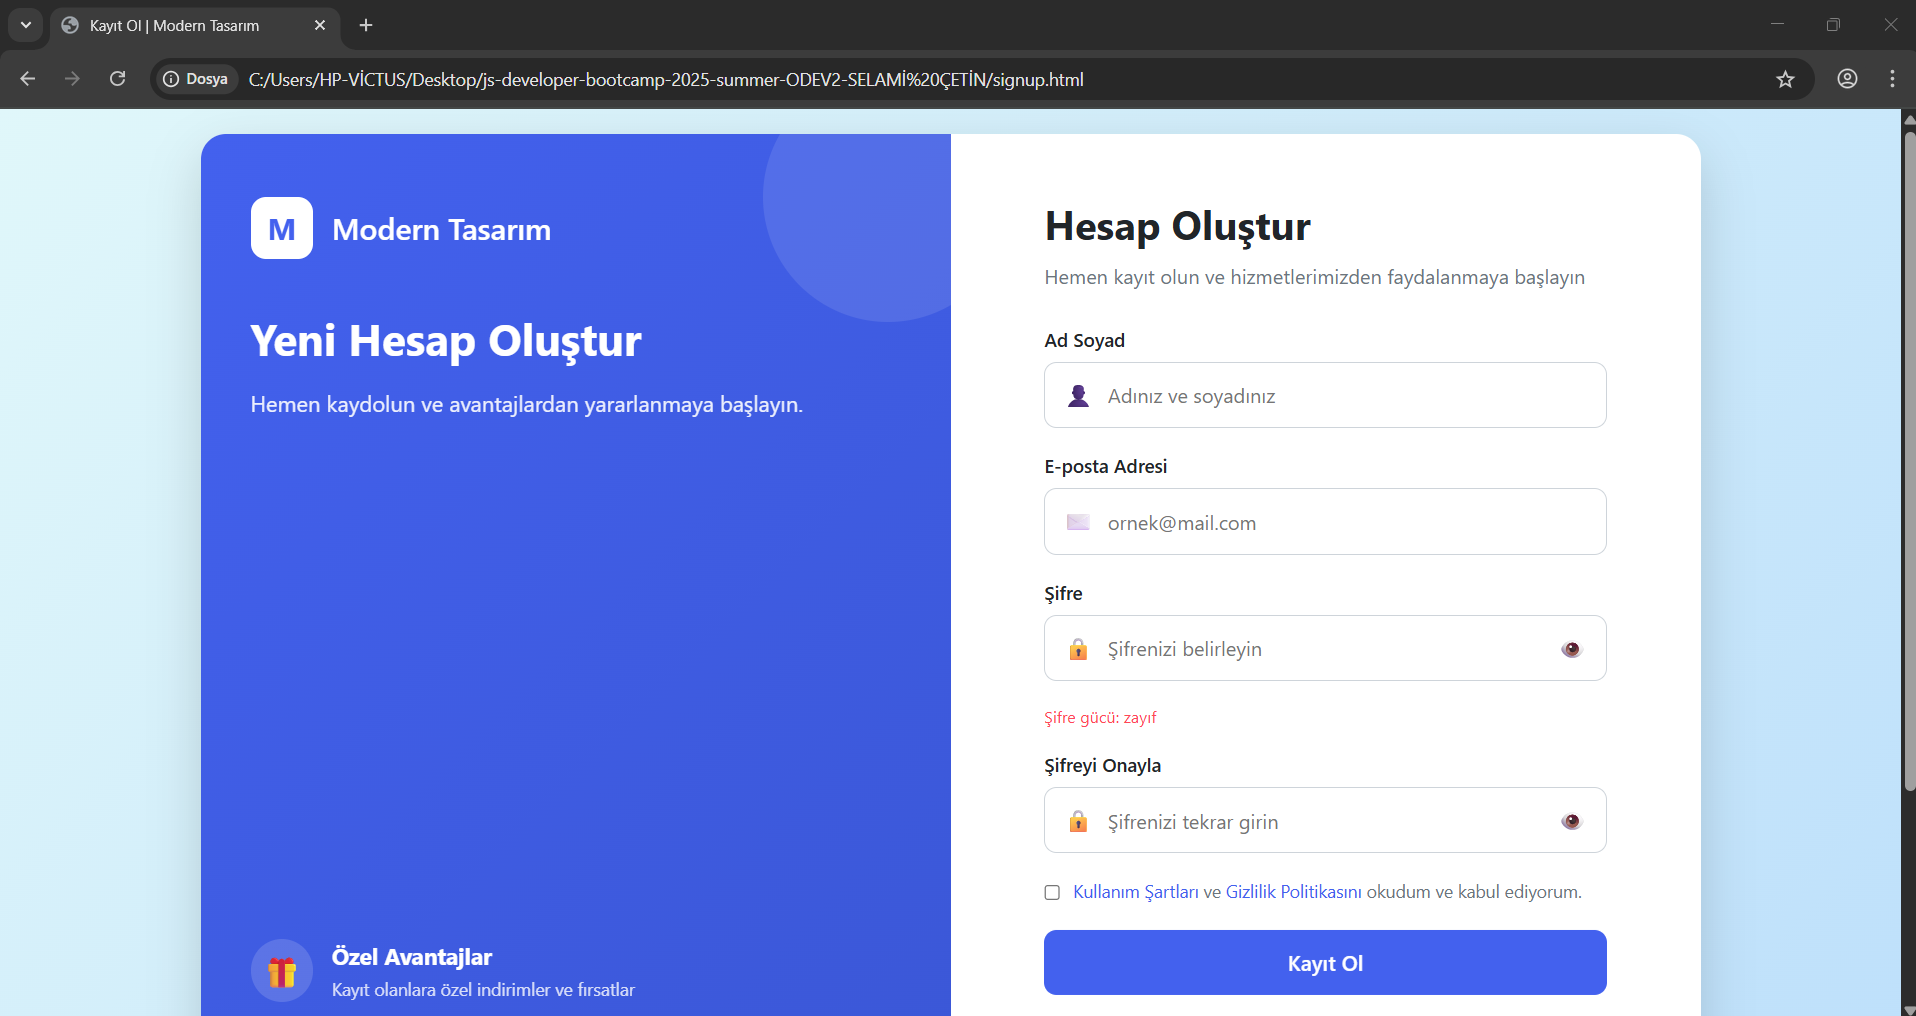 Kayıt Ol | Modern Tasarım
Dosya
C:/Users/HP-VİCTUS/Desktop/js-developer-bootcamp-2025-summer-ODEV2-SELAMİ%20ÇETİN/signup.html
M
Modern Tasarım
Yeni Hesap Oluştur
Hemen kaydolun ve avantajlardan yararlanmaya başlayın.
Özel Avantajlar
Kayıt olanlara özel indirimler ve fırsatlar
Hesap Oluştur
Hemen kayıt olun ve hizmetlerimizden faydalanmaya başlayın
Ad Soyad
Adınız ve soyadınız
E-posta Adresi
ornek@mail.com
Şifre
Şifrenizi belirleyin
Şifre gücü: zayıf
Şifreyi Onayla
Şifrenizi tekrar girin
Kullanım Şartları ve Gizlilik Politikasını okudum ve kabul ediyorum.
Kayıt Ol